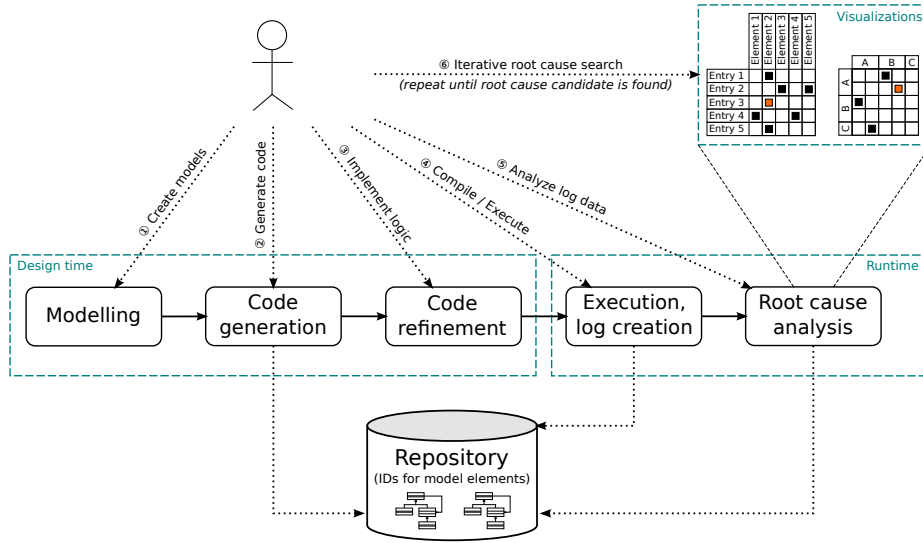 Visualizations
Element 1
Element 2
Element 3
Element 4
Element 5
Entry 1
Entry 2
Entry 3
Entry 4
Entry 5
A B C
A
B
C
⑥ Iterative root cause search
(repeat until root cause candidate is found)
① Create models
② Generate code
③ Implement logic
④ Compile / Execute
⑤ Analyze log data
Design time
Runtime
Modelling
Code
generation
Code
refinement
Execution,
log creation
Root cause
analysis
Repository
(IDs for model elements)